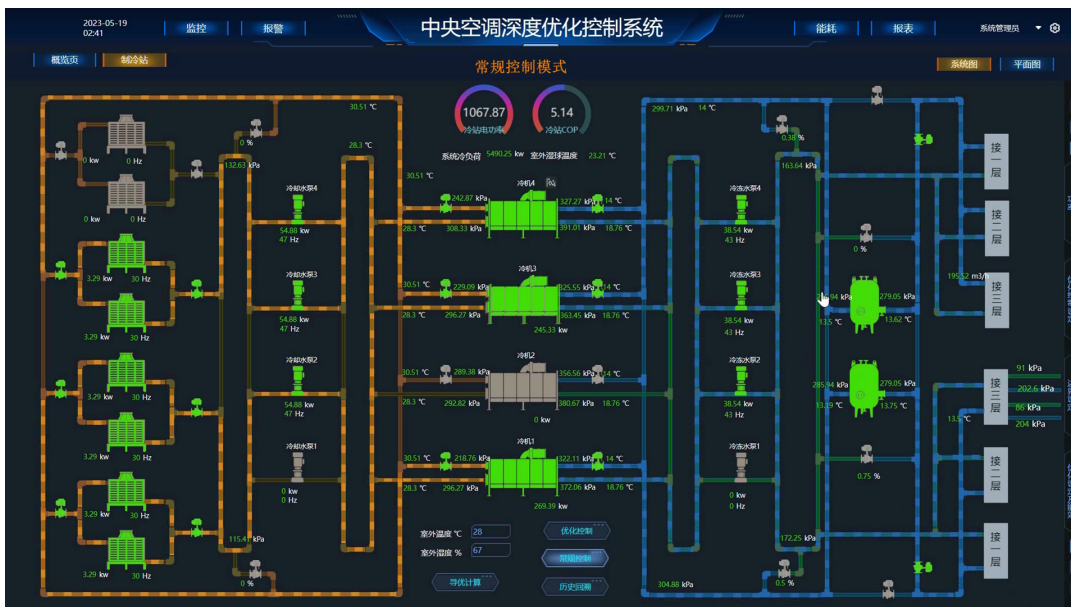 2023-05-19
02:41
监控
报警
中央空调深度优化控制系统
能耗
报表
系统管理员
概览页
制冷站
常规控制模式
系统图
平面图
1067.87
冷站电功率
5.14
冷站COP
系统冷负荷 5490.25 kw 室外湿球温度 23.21 ℃
30.51 ℃
28.3 ℃
0 %
132.63 kPa
0 kw 0 Hz
0 kw 0 Hz
3.29 kw 30 Hz
3.29 kw 30 Hz
3.29 kw 30 Hz
3.29 kw 30 Hz
3.29 kw 30 Hz
3.29 kw 30 Hz
115.41 kPa
0 %
冷却水泵4
54.88 kw
47 Hz
冷却水泵3
54.88 kw
47 Hz
冷却水泵2
54.88 kw
47 Hz
冷却水泵1
0 kw
0 Hz
30.51 ℃
冷机4
242.87 kPa
327.27 kPa 14 ℃
28.3 ℃ 308.33 kPa
391.01 kPa 18.76 ℃
冷机3
30.51 ℃ 229.09 kPa
325.55 kPa 14 ℃
28.3 ℃ 296.27 kPa
363.45 kPa 18.76 ℃
245.33 kw
冷机2
30.51 ℃ 289.38 kPa
356.56 kPa 14 ℃
28.3 ℃ 292.82 kPa
380.67 kPa 18.76 ℃
0 kw
冷机1
30.51 ℃ 218.76 kPa
322.11 kPa 14 ℃
28.3 ℃ 296.27 kPa
372.06 kPa 18.76 ℃
269.39 kw
室外温度 ℃ 28
室外湿度 % 67
寻优计算
优化控制
常规控制
历史回溯
299.71 kPa 14 ℃
0.38 %
163.64 kPa
冷冻水泵4
38.54 kw
43 Hz
冷冻水泵3
38.54 kw
43 Hz
冷冻水泵2
38.54 kw
43 Hz
冷冻水泵1
0 kw
0 Hz
172.25 kPa
304.88 kPa
0.5 %
0 %
279.05 kPa
13.5 ℃
13.62 ℃
285.94 kPa
279.05 kPa
13.19 ℃
13.75 ℃
0.75 %
195.52 m3/h
13.5 ℃
接一层
接二层
接三层
接三层
接二层
接一层
91 kPa
202.6 kPa
86 kPa
204 kPa